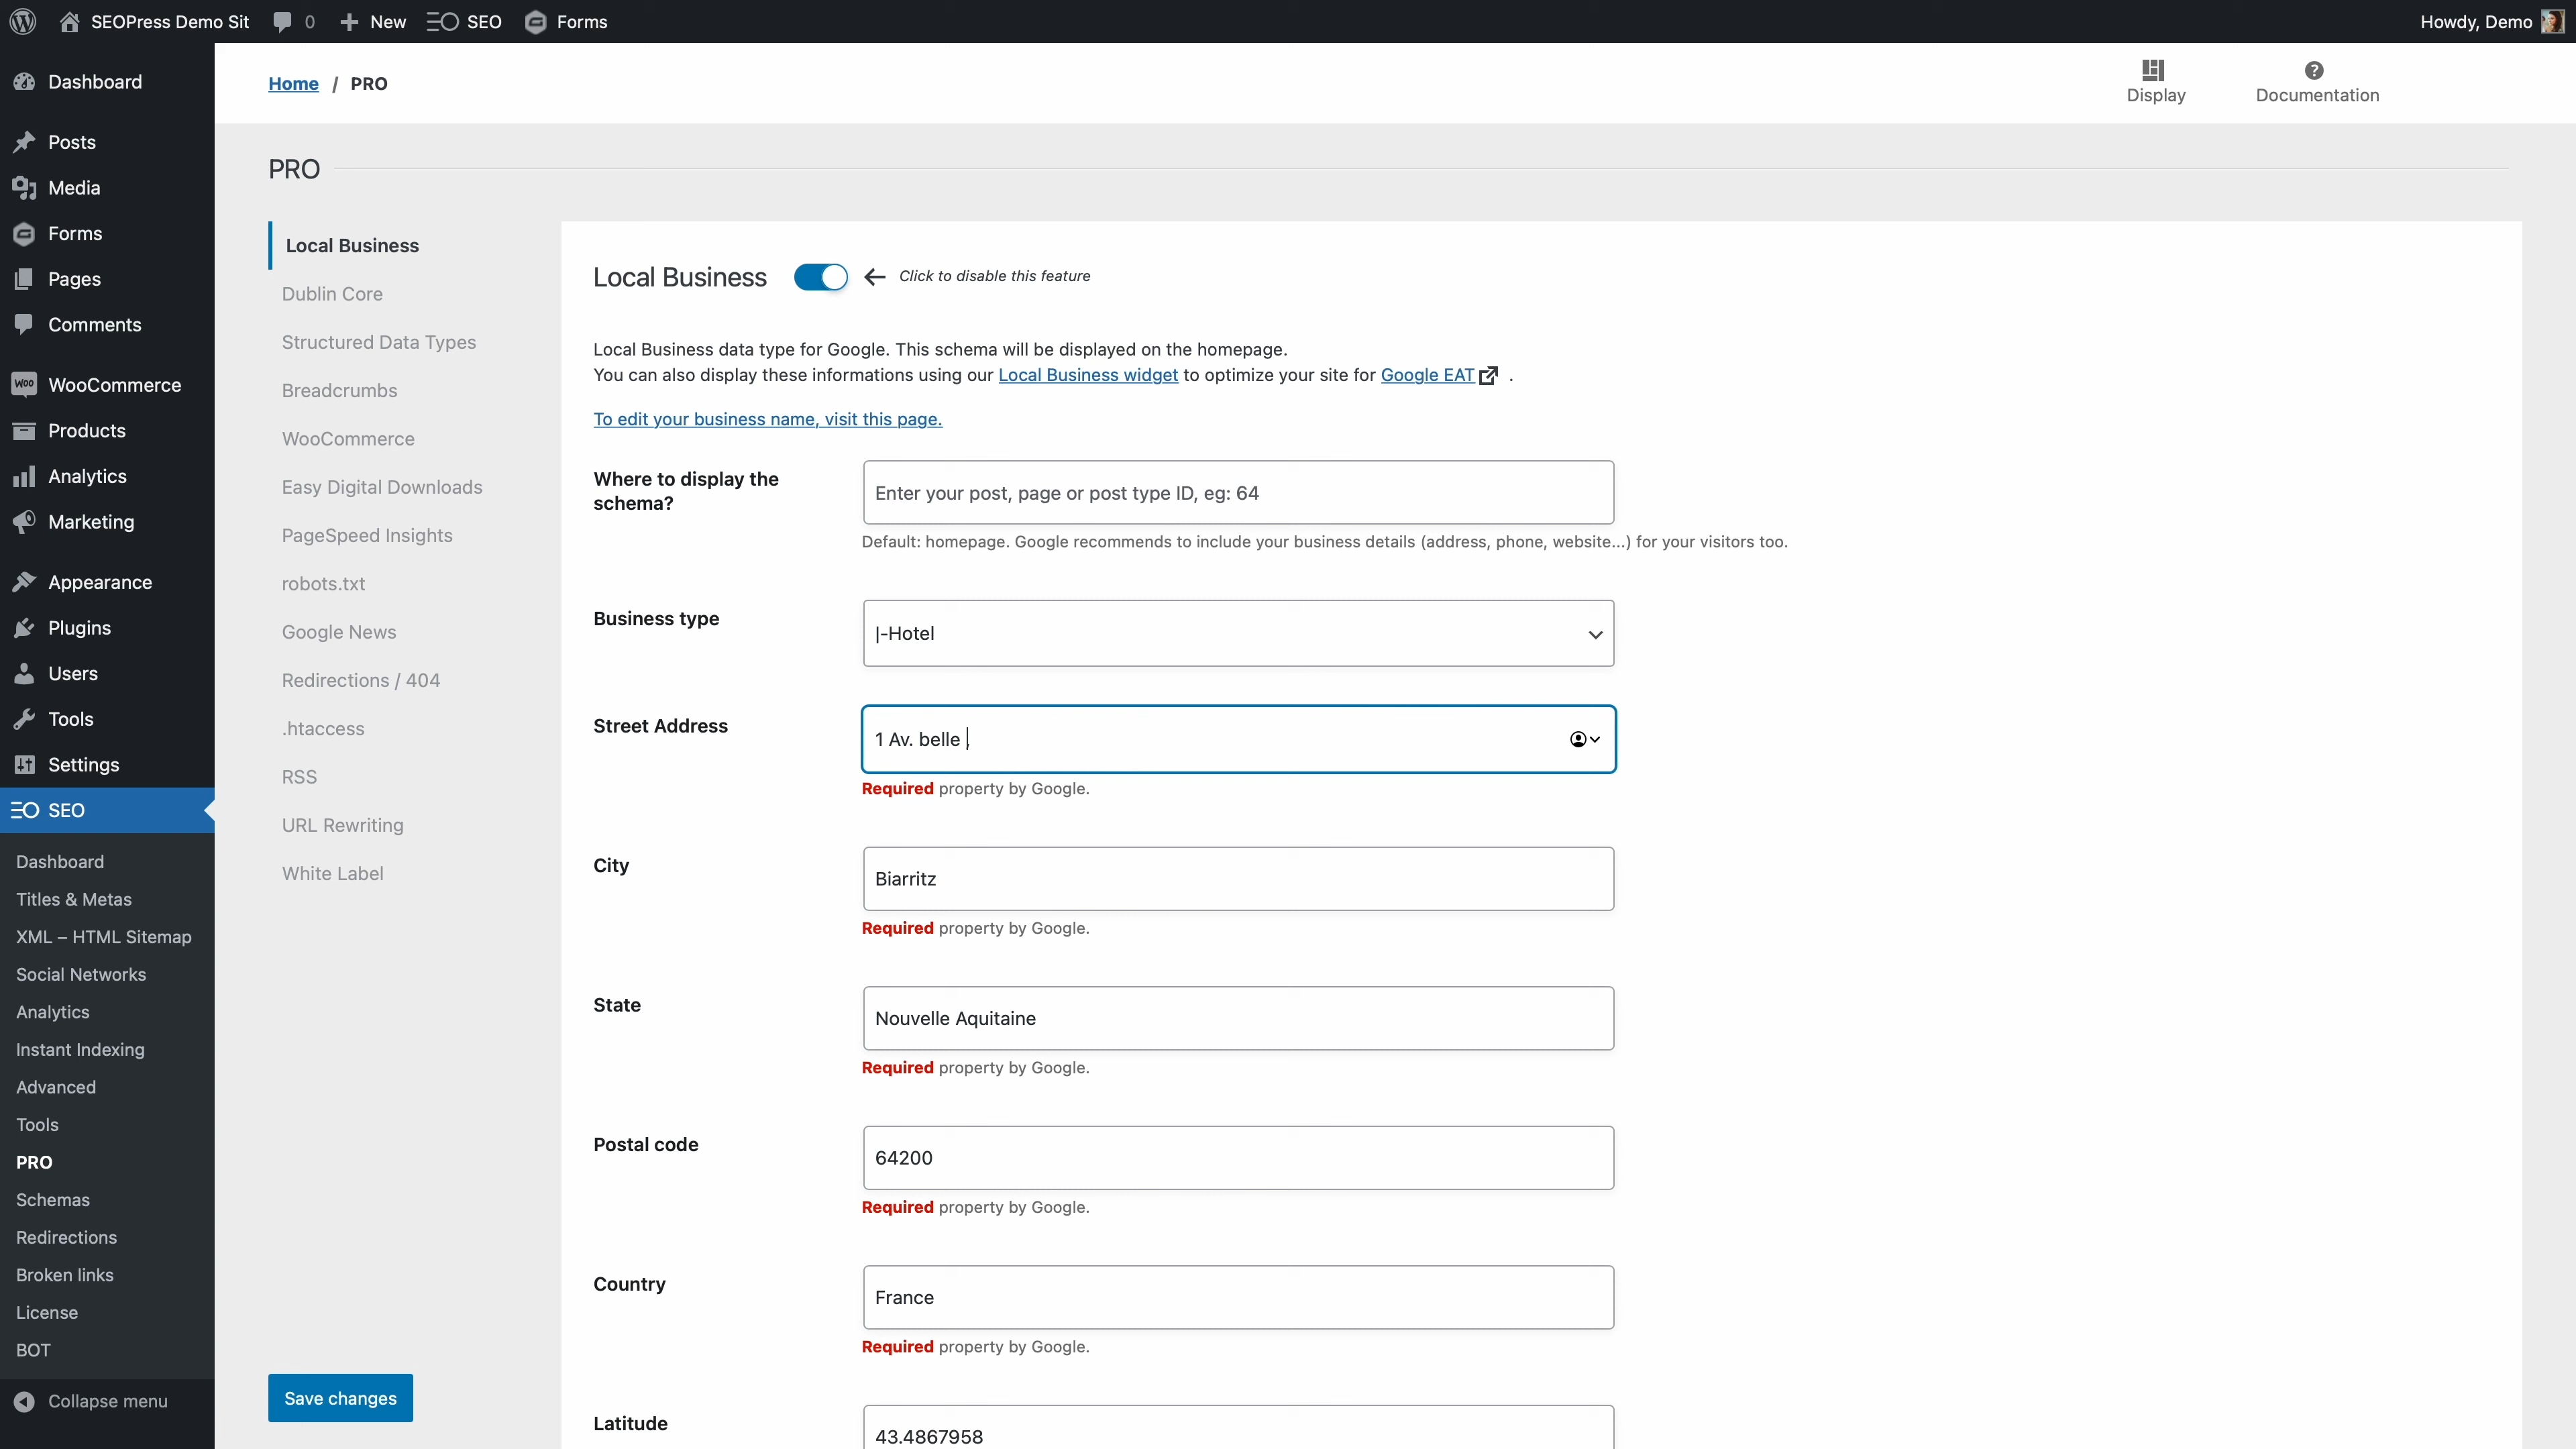 SEOPress Demo Sit
0
New
SEO
Forms
Howdy, Demo
Dashboard
Posts
Media
Forms
Pages
Comments
WooCommerce
Products
Analytics
Marketing
Appearance
Plugins
Users
Tools
Settings
SEO
Dashboard
Titles & Metas
XML – HTML Sitemap
Social Networks
Analytics
Instant Indexing
Advanced
Tools
PRO
Schemas
Redirections
Broken links
License
BOT
Collapse menu
Home / PRO
Display
Documentation
PRO
Local Business
Dublin Core
Structured Data Types
Breadcrumbs
WooCommerce
Easy Digital Downloads
PageSpeed Insights
robots.txt
Google News
Redirections / 404
.htaccess
RSS
URL Rewriting
White Label
Save changes
Local Business
Click to disable this feature
Local Business data type for Google. This schema will be displayed on the homepage.
You can also display these informations using our Local Business widget to optimize your site for Google EAT .
To edit your business name, visit this page.
Where to display the
schema?
Enter your post, page or post type ID, eg: 64
Default: homepage. Google recommends to include your business details (address, phone, website...) for your visitors too.
Business type
|-Hotel
Street Address
1 Av. belle
Required property by Google.
City
Biarritz
Required property by Google.
State
Nouvelle Aquitaine
Required property by Google.
Postal code
64200
Required property by Google.
Country
France
Required property by Google.
Latitude
43.4867958